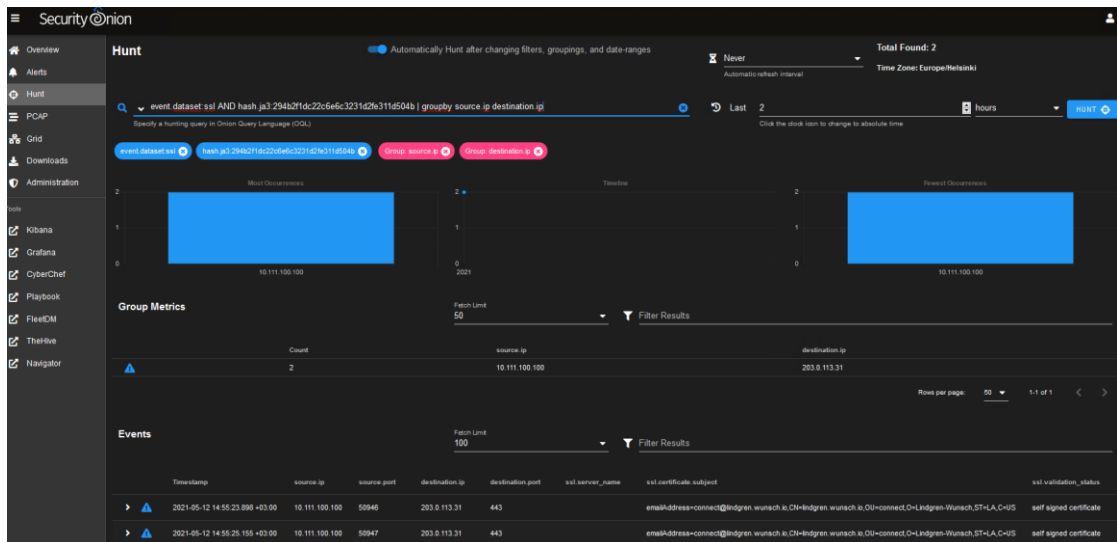 Security Onion
Overview
Alerts
Hunt
PCAP
Grid
Downloads
Administration
Tools
Kibana
Grafana
CyberChef
Playbook
FleetDM
TheHive
Navigator
Hunt
Automatically Hunt after changing filters, groupings, and date-ranges
Never
Automatic refresh interval
Total Found: 2
Time Zone: Europe/Helsinki
event.dataset:ssl AND hash.ja3:294b2f1dc22c6e6c3231d2fe311d504b | groupby source.ip destination.ip
Specify a hunting query in Onion Query Language (OQL)
Last 2 hours
Click the clock icon to change to absolute time
HUNT
event.dataset:ssl hash.ja3:294b2f1dc22c6e6c3231d2fe311d504b Group: source.ip Group: destination.ip
Most Occurrences
2
1
0
10.111.100.100
Timeline
2
1
0
2021
Fewest Occurrences
2
1
0
10.111.100.100
Group Metrics
Fetch Limit
50
Filter Results
Count source.ip destination.ip
2 10.111.100.100 203.0.113.31
Rows per page: 50 1-1 of 1
Events
Fetch Limit
100
Filter Results
Timestamp source.ip source.port destination.ip destination.port ssl.server_name ssl.certificate.subject ssl.validation_status
2021-05-12 14:55:23.898 +03:00 10.111.100.100 50946 203.0.113.31 443 emailAddress=connect@lindgren.wunsch.io,CN=lindgren.wunsch.io,OU=connect,O=Lindgren-Wunsch,ST=LA,C=US self signed certificate
2021-05-12 14:55:25.155 +03:00 10.111.100.100 50947 203.0.113.31 443 emailAddress=connect@lindgren.wunsch.io,CN=lindgren.wunsch.io,OU=connect,O=Lindgren-Wunsch,ST=LA,C=US self signed certificate